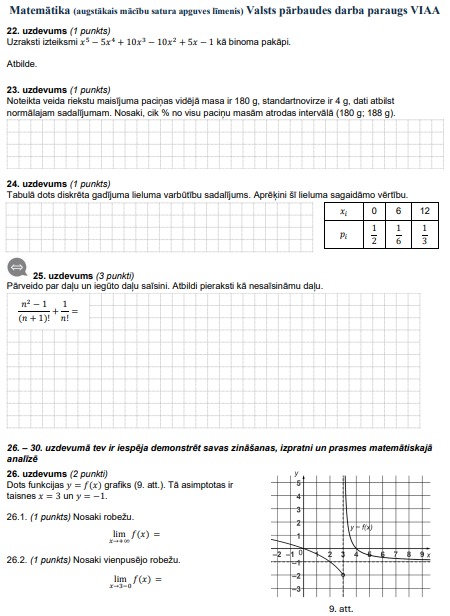 Matemātika (augstākais mācību satura apguves līmenis) Valsts pārbaudes darba paraugs VIAA
22. uzdevums (1 punkts)
Uzraksti izteiksmi x⁵ − 5x⁴ + 10x³ − 10x² + 5x − 1 kā binoma pakāpi.
Atbilde.
23. uzdevums (1 punkts)
Noteikta veida riekstu maisījuma paciņas vidējā masa ir 180 g, standartnovirze ir 4 g, dati atbilst
normālajam sadalījumam. Nosaki, cik % no visu paciņu masām atrodas intervālā (180 g; 188 g).
24. uzdevums (1 punkts)
Tabulā dots diskrēta gadījuma lieluma varbūtību sadalījums. Aprēķini šī lieluma sagaidāmo vērtību.
xᵢ 0 6 12
pᵢ 1/2 1/6 1/3
25. uzdevums (3 punkti)
Pārveido par daļu un iegūto daļu saīsini. Atbildi pieraksti kā nesaīsināmu daļu.
(n² − 1)/((n + 1)!) + 1/n! =
26. – 30. uzdevumā tev ir iespēja demonstrēt savas zināšanas, izpratni un prasmes matemātiskajā
analīzē
26. uzdevums (2 punkti)
Dots funkcijas y = f(x) grafiks (9. att.). Tā asimptotas ir
taisnes x = 3 un y = −1.
26.1. (1 punkts) Nosaki robežu.
lim x→+∞ f(x) =
26.2. (1 punkts) Nosaki vienpusējo robežu.
lim x→3−0 f(x) =
y
5
4
3
2
1
y = f(x)
−2 −1 0 1 2 3 4 5 6 7 8 9 x
−1
−2
−3
9. att.